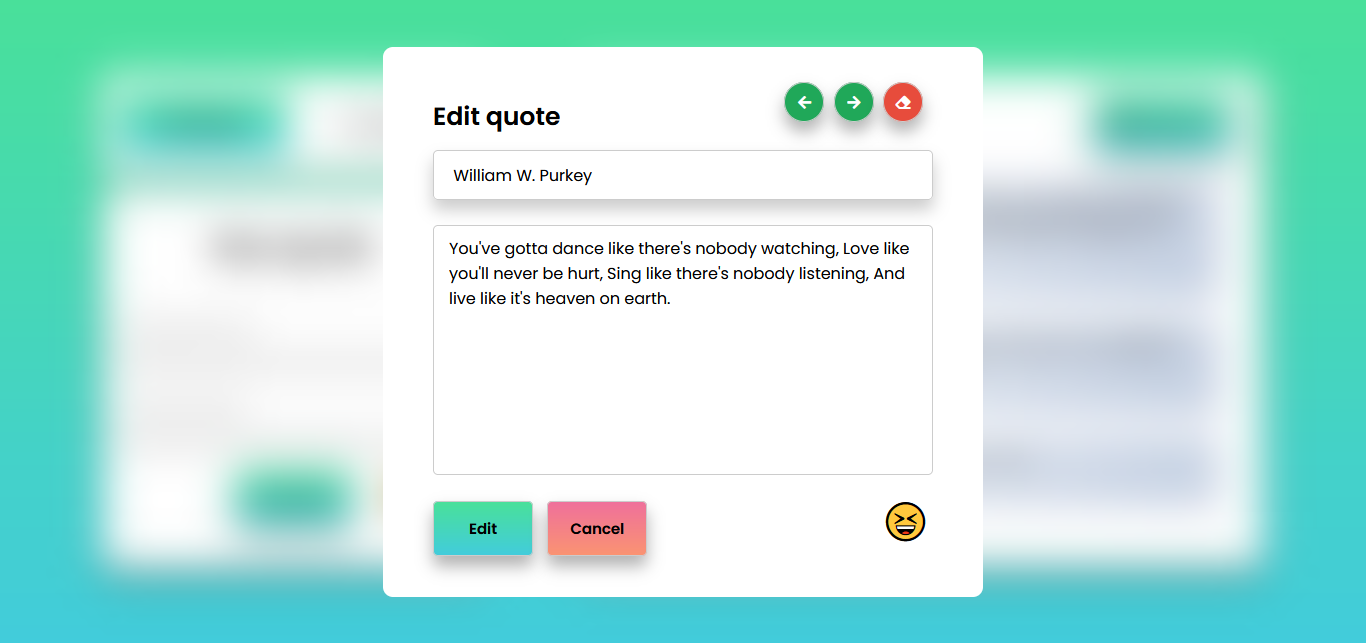 Edit quote
William W. Purkey
You've gotta dance like there's nobody watching, Love like
you'll never be hurt, Sing like there's nobody listening, And
live like it's heaven on earth.
Edit
Cancel